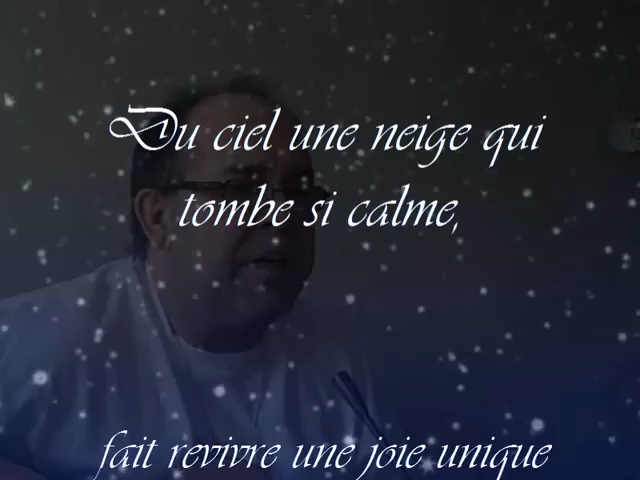 Du ciel une neige qui
tombe si calme,
fait revivre une joie unique